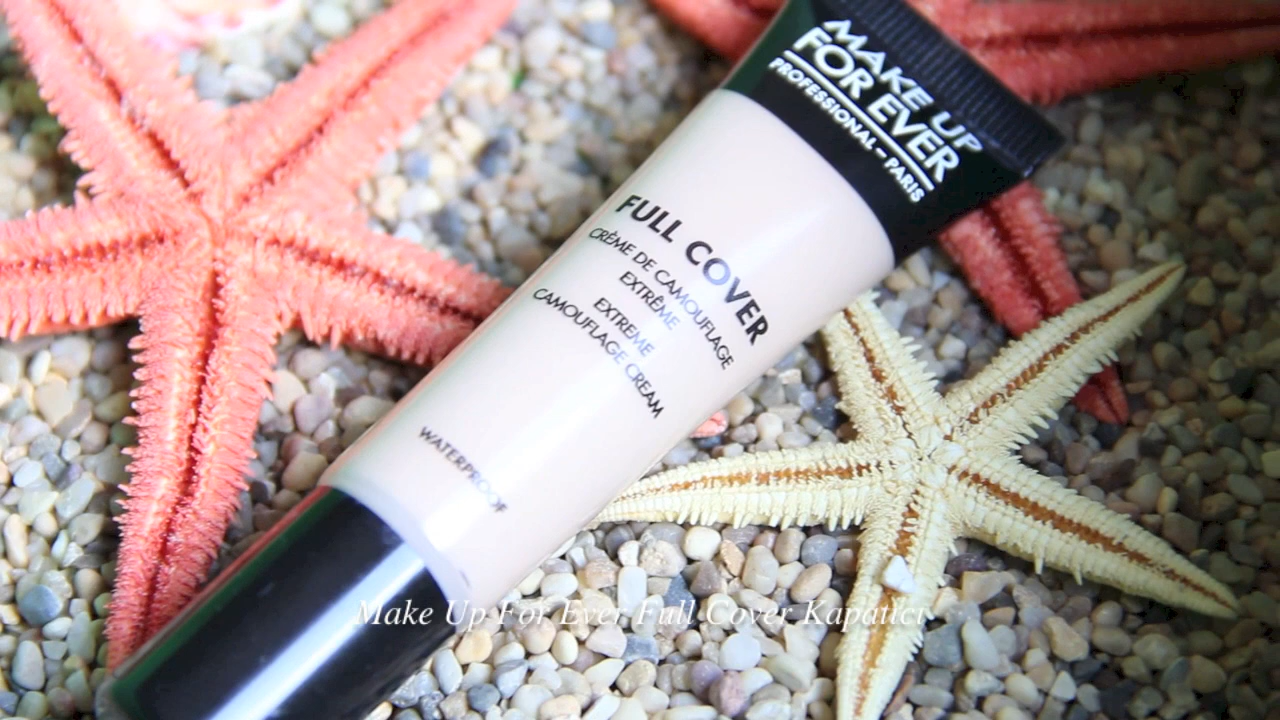 MAKE UP
FOR EVER
PROFESSIONAL - PARIS
FULL COVER
CRÈME DE CAMOUFLAGE
EXTRÊME
EXTREME
CAMOUFLAGE CREAM
WATERPROOF
Make Up For Ever Full Cover Kapatici